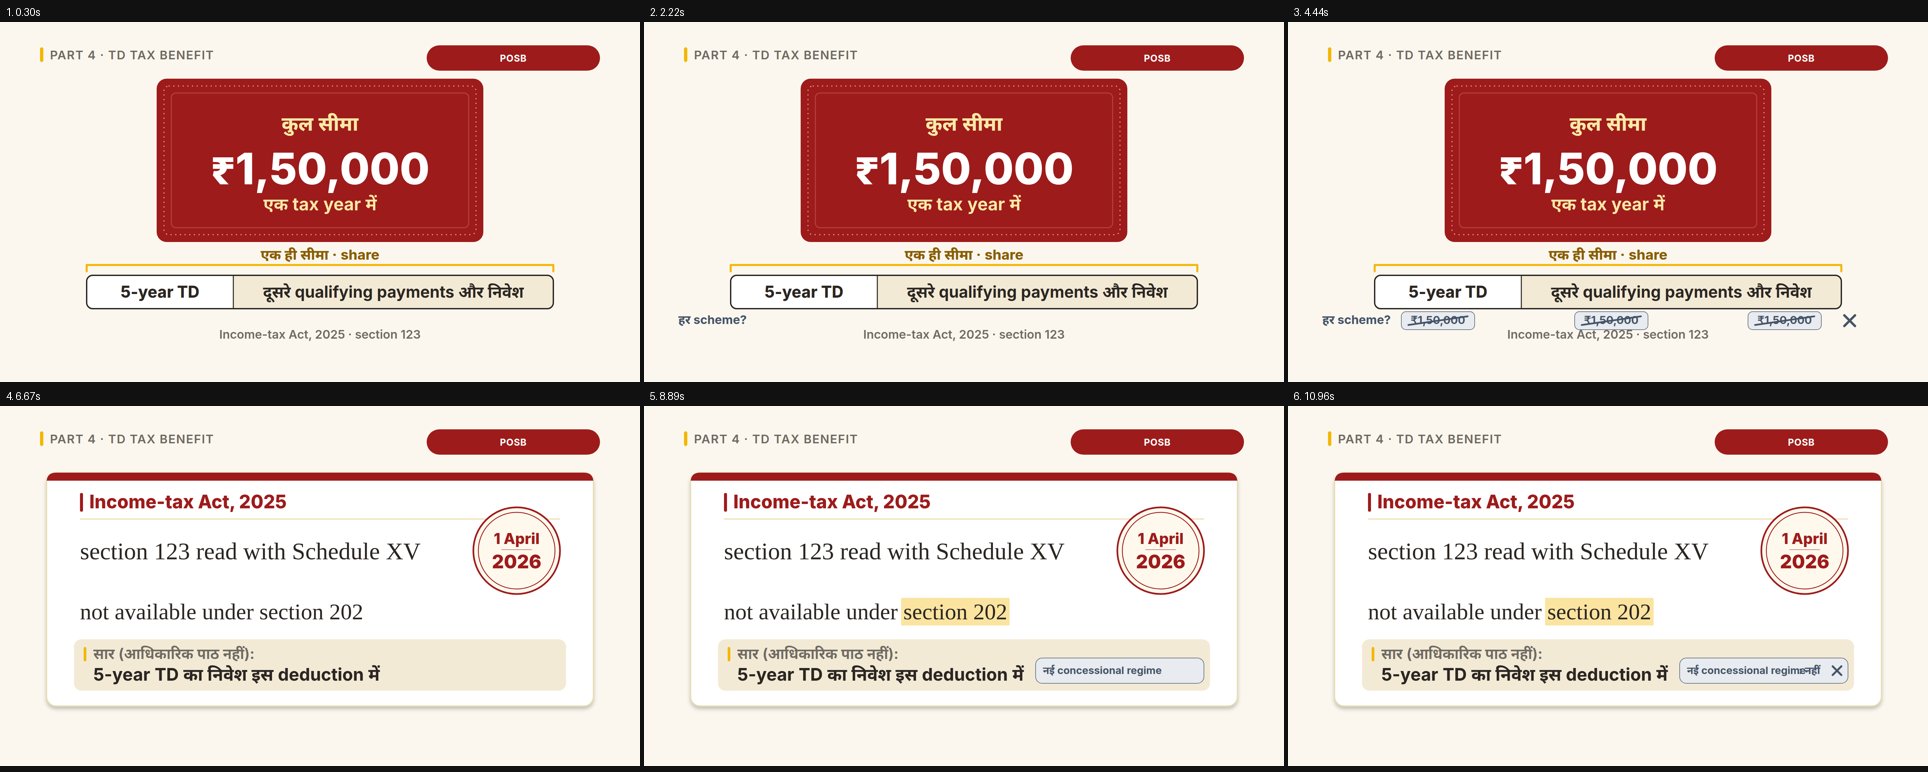 1. 0.30s
PART 4 · TD TAX BENEFIT
POSB
कुल सीमा
₹1,50,000
एक tax year में
एक ही सीमा · share
5-year TD
दूसरे qualifying payments और निवेश
Income-tax Act, 2025 · section 123
2. 2.22s
PART 4 · TD TAX BENEFIT
POSB
कुल सीमा
₹1,50,000
एक tax year में
एक ही सीमा · share
5-year TD
दूसरे qualifying payments और निवेश
हर scheme?
Income-tax Act, 2025 · section 123
3. 4.44s
PART 4 · TD TAX BENEFIT
POSB
कुल सीमा
₹1,50,000
एक tax year में
एक ही सीमा · share
5-year TD
दूसरे qualifying payments और निवेश
हर scheme?
₹1,50,000
₹1,50,000
₹1,50,000
Income-tax Act, 2025 · section 123
4. 6.67s
PART 4 · TD TAX BENEFIT
POSB
Income-tax Act, 2025
section 123 read with Schedule XV
1 April
2026
not available under section 202
सार (आधिकारिक पाठ नहीं):
5-year TD का निवेश इस deduction में
5. 8.89s
PART 4 · TD TAX BENEFIT
POSB
Income-tax Act, 2025
section 123 read with Schedule XV
1 April
2026
not available under section 202
सार (आधिकारिक पाठ नहीं):
5-year TD का निवेश इस deduction में
नई concessional regime
6. 10.96s
PART 4 · TD TAX BENEFIT
POSB
Income-tax Act, 2025
section 123 read with Schedule XV
1 April
2026
not available under section 202
सार (आधिकारिक पाठ नहीं):
5-year TD का निवेश इस deduction में
नई concessional regime नहीं